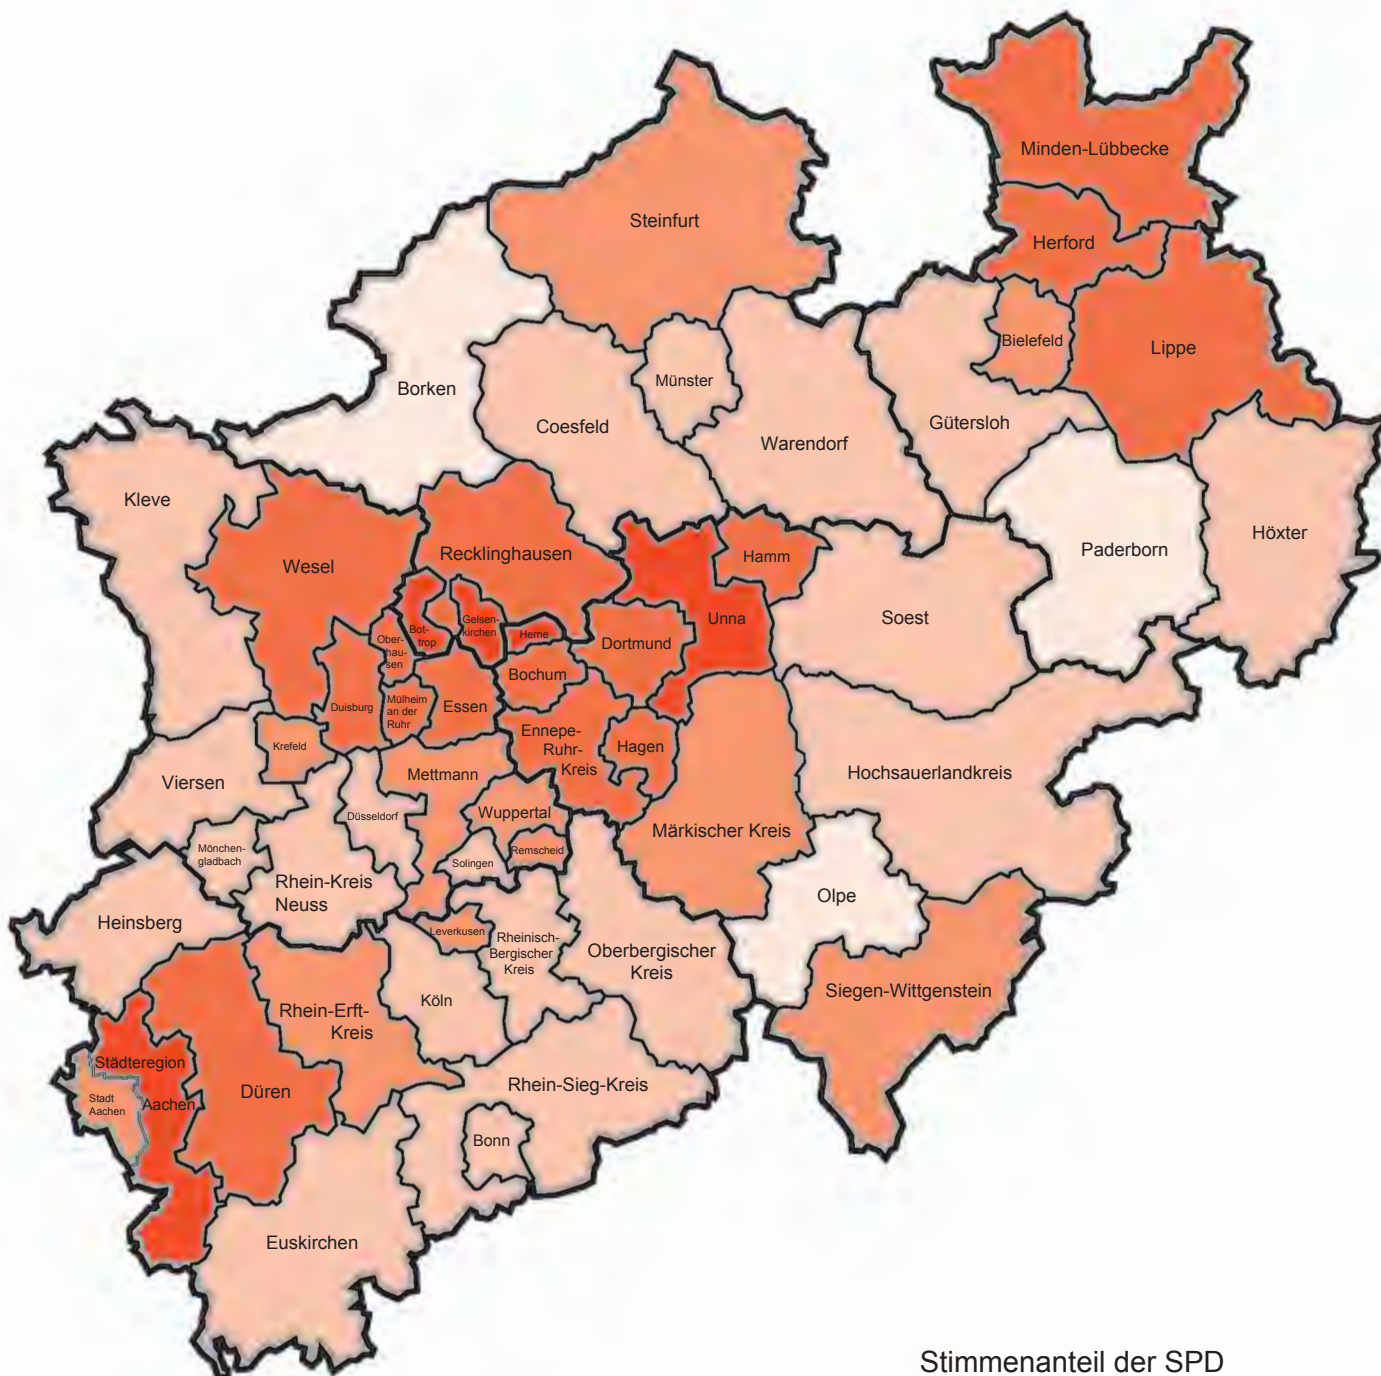 Minden-Lübbecke
Steinfurt
Herford
Bielefeld
Lippe
Münster
Borken
Coesfeld
Gütersloh
Warendorf
Kleve
Höxter
Paderborn
Recklinghausen
Hamm
Wesel
Unna
Soest
Gelsen-
kirchen
Herne
Bot-
trop
Dortmund
Ober-
hau-
sen
Bochum
Duisburg
Mülheim
an der
Ruhr
Essen
Ennepe-
Ruhr-
Kreis
Hagen
Krefeld
Mettmann
Viersen
Hochsauerlandkreis
Düsseldorf
Wuppertal
Märkischer Kreis
Mönchen-
gladbach
Solingen
Remscheid
Rhein-Kreis
Neuss
Olpe
Heinsberg
Leverkusen
Rheinisch-
Bergischer
Kreis
Oberbergischer
Kreis
Siegen-Wittgenstein
Köln
Rhein-Erft-
Kreis
Städteregion
Aachen
Stadt
Aachen
Düren
Rhein-Sieg-Kreis
Bonn
Euskirchen
Stimmenanteil der SPD